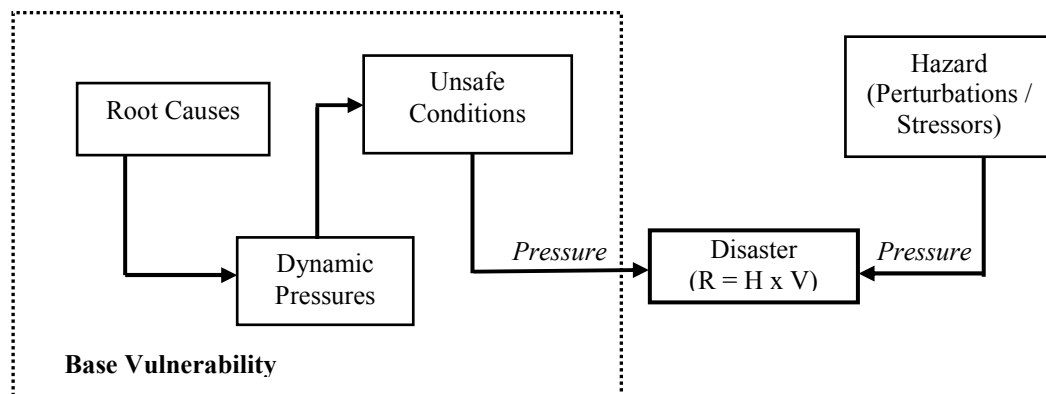 Root Causes
Unsafe
Conditions
Hazard
(Perturbations /
Stressors)
Dynamic
Pressures
Pressure
Disaster
(R = H x V)
Pressure
Base Vulnerability